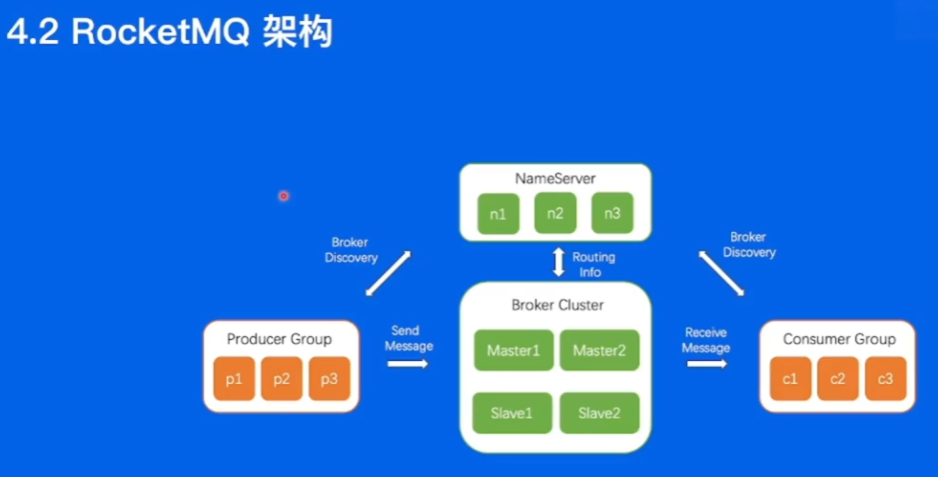 4.2 RocketMQ 架构
NameServer
n1 n2 n3
Broker
Discovery
Broker
Discovery
Routing
Info
Broker Cluster
Producer Group
p1 p2 p3
Send
Message
Master1 Master2
Slave1 Slave2
Receive
Message
Consumer Group
c1 c2 c3